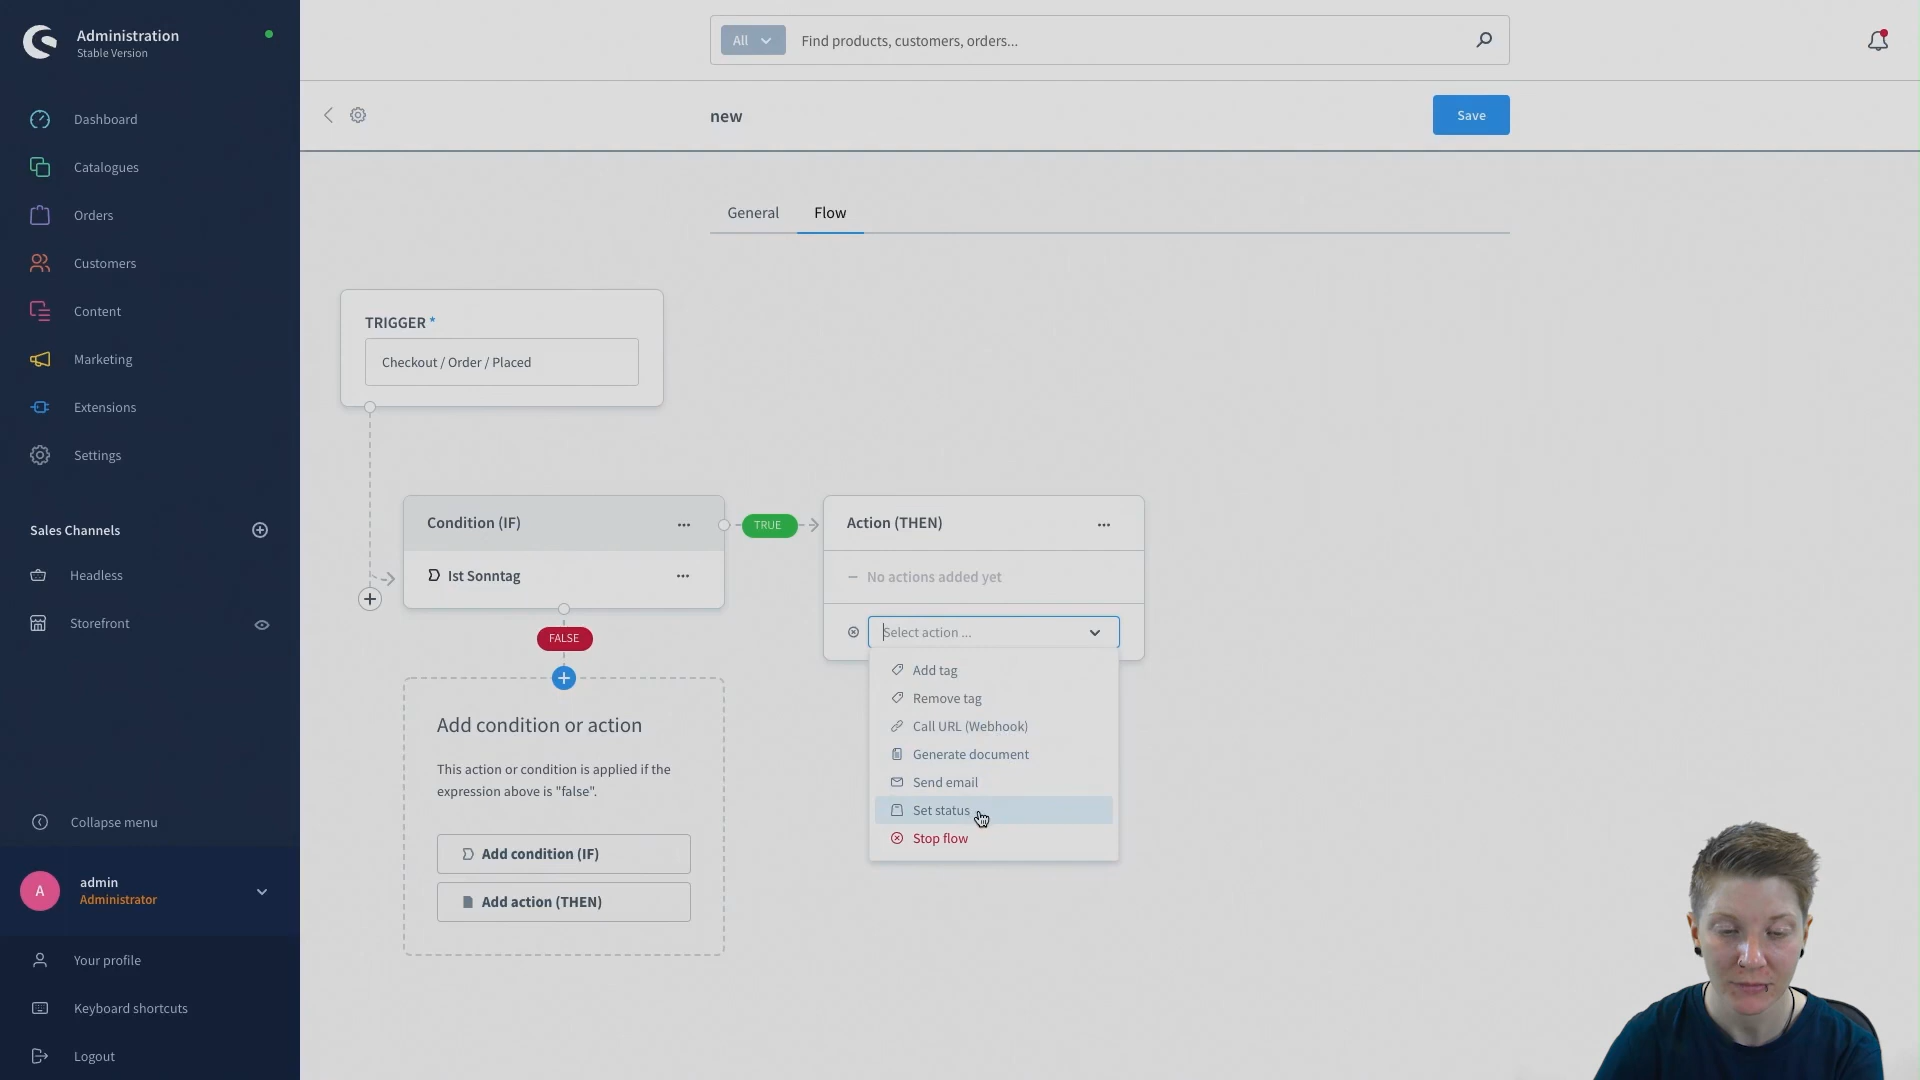 Administration
Stable Version
All
Find products, customers, orders...
new
Save
Dashboard
Catalogues
Orders
Customers
Content
Marketing
Extensions
Settings
Sales Channels
Headless
Storefront
Collapse menu
A
admin
Administrator
Your profile
Keyboard shortcuts
Logout
General
Flow
TRIGGER *
Checkout / Order / Placed
Condition (IF)
...
TRUE
Action (THEN)
...
Ist Sonntag
...
No actions added yet
FALSE
Select action ...
Add tag
Remove tag
Call URL (Webhook)
Generate document
Send email
Set status
Stop flow
Add condition or action
This action or condition is applied if the
expression above is "false".
Add condition (IF)
Add action (THEN)